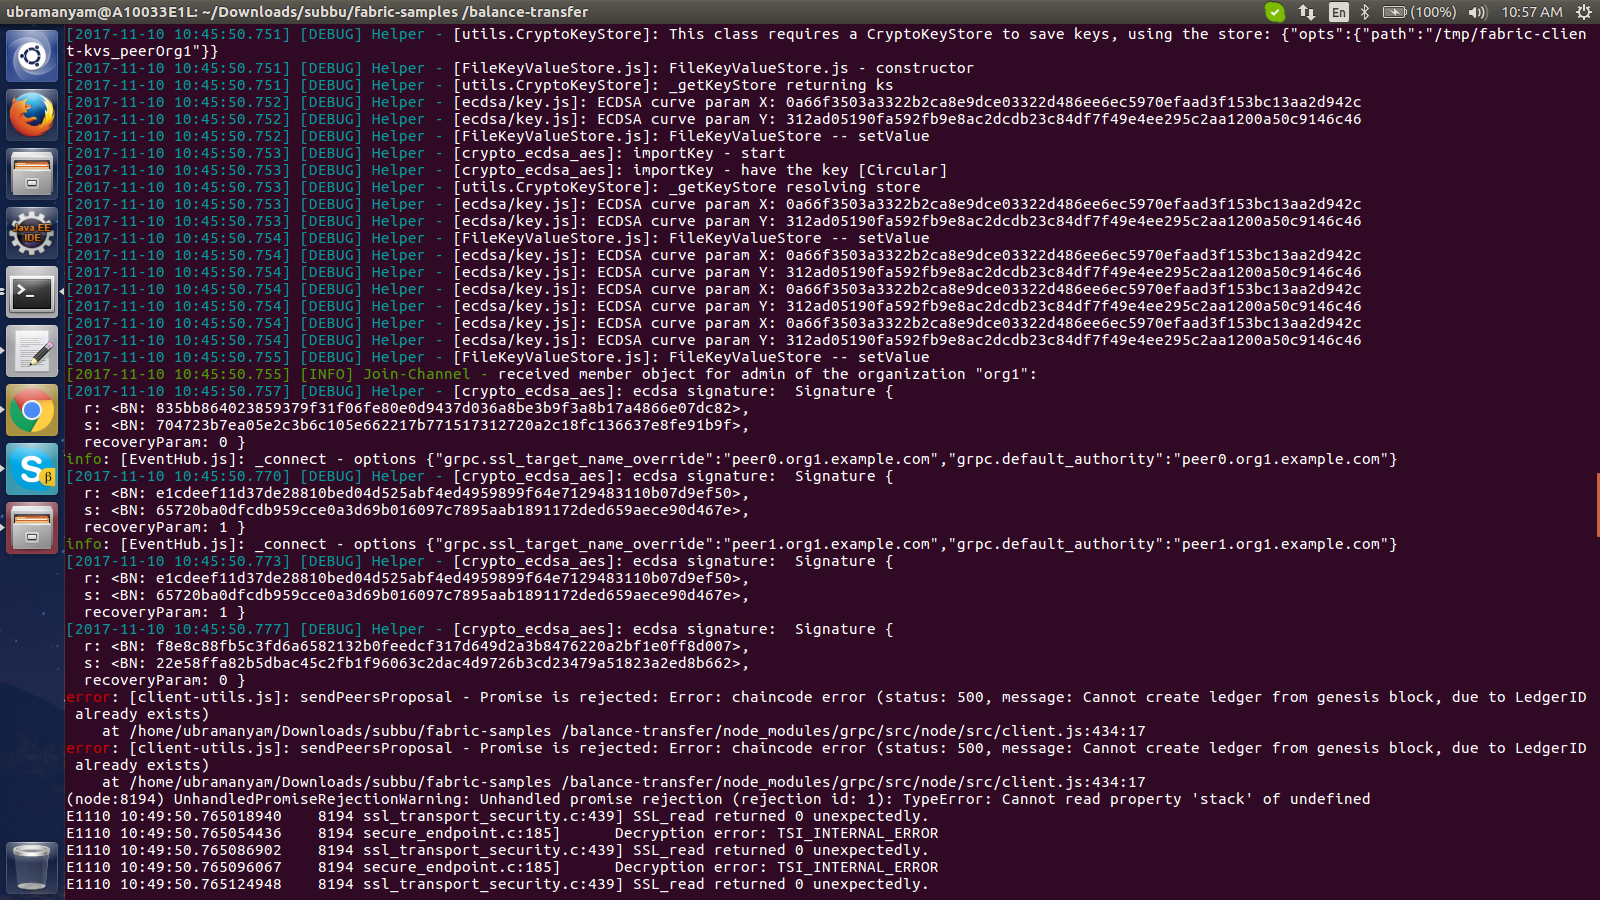 ubramanyam@A10033E1L: ~/Downloads/subbu/fabric-samples /balance-transfer
En
(100%)
10:57 AM
[2017-11-10 10:45:50.751] [DEBUG] Helper - [utils.CryptoKeyStore]: This class requires a CryptoKeyStore to save keys, using the store: {"opts":{"path":"/tmp/fabric-clien
t-kvs_peerOrg1"}}
[2017-11-10 10:45:50.751] [DEBUG] Helper - [FileKeyValueStore.js]: FileKeyValueStore.js - constructor
[2017-11-10 10:45:50.751] [DEBUG] Helper - [utils.CryptoKeyStore]: _getKeyStore returning ks
[2017-11-10 10:45:50.752] [DEBUG] Helper - [ecdsa/key.js]: ECDSA curve param X: 0a66f3503a3322b2ca8e9dce03322d486ee6ec5970efaad3f153bc13aa2d942c
[2017-11-10 10:45:50.752] [DEBUG] Helper - [ecdsa/key.js]: ECDSA curve param Y: 312ad05190fa592fb9e8ac2dcdb23c84df7f49e4ee295c2aa1200a50c9146c46
[2017-11-10 10:45:50.752] [DEBUG] Helper - [FileKeyValueStore.js]: FileKeyValueStore -- setValue
[2017-11-10 10:45:50.753] [DEBUG] Helper - [crypto_ecdsa_aes]: importKey - start
[2017-11-10 10:45:50.753] [DEBUG] Helper - [crypto_ecdsa_aes]: importKey - have the key [Circular]
[2017-11-10 10:45:50.753] [DEBUG] Helper - [utils.CryptoKeyStore]: _getKeyStore resolving store
[2017-11-10 10:45:50.753] [DEBUG] Helper - [ecdsa/key.js]: ECDSA curve param X: 0a66f3503a3322b2ca8e9dce03322d486ee6ec5970efaad3f153bc13aa2d942c
[2017-11-10 10:45:50.753] [DEBUG] Helper - [ecdsa/key.js]: ECDSA curve param Y: 312ad05190fa592fb9e8ac2dcdb23c84df7f49e4ee295c2aa1200a50c9146c46
[2017-11-10 10:45:50.754] [DEBUG] Helper - [FileKeyValueStore.js]: FileKeyValueStore -- setValue
[2017-11-10 10:45:50.754] [DEBUG] Helper - [ecdsa/key.js]: ECDSA curve param X: 0a66f3503a3322b2ca8e9dce03322d486ee6ec5970efaad3f153bc13aa2d942c
[2017-11-10 10:45:50.754] [DEBUG] Helper - [ecdsa/key.js]: ECDSA curve param Y: 312ad05190fa592fb9e8ac2dcdb23c84df7f49e4ee295c2aa1200a50c9146c46
[2017-11-10 10:45:50.754] [DEBUG] Helper - [ecdsa/key.js]: ECDSA curve param X: 0a66f3503a3322b2ca8e9dce03322d486ee6ec5970efaad3f153bc13aa2d942c
[2017-11-10 10:45:50.754] [DEBUG] Helper - [ecdsa/key.js]: ECDSA curve param Y: 312ad05190fa592fb9e8ac2dcdb23c84df7f49e4ee295c2aa1200a50c9146c46
[2017-11-10 10:45:50.754] [DEBUG] Helper - [ecdsa/key.js]: ECDSA curve param X: 0a66f3503a3322b2ca8e9dce03322d486ee6ec5970efaad3f153bc13aa2d942c
[2017-11-10 10:45:50.754] [DEBUG] Helper - [ecdsa/key.js]: ECDSA curve param Y: 312ad05190fa592fb9e8ac2dcdb23c84df7f49e4ee295c2aa1200a50c9146c46
[2017-11-10 10:45:50.755] [DEBUG] Helper - [FileKeyValueStore.js]: FileKeyValueStore -- setValue
[2017-11-10 10:45:50.755] [INFO] Join-Channel - received member object for admin of the organization "org1":
[2017-11-10 10:45:50.757] [DEBUG] Helper - [crypto_ecdsa_aes]: ecdsa signature:  Signature {
  r: <BN: 835bb864023859379f31f06fe80e0d9437d036a8be3b9f3a8b17a4866e07dc82>,
  s: <BN: 704723b7ea05e2c3b6c105e662217b771517312720a2c18fc136637e8fe91b9f>,
  recoveryParam: 0 }
info: [EventHub.js]: _connect - options {"grpc.ssl_target_name_override":"peer0.org1.example.com","grpc.default_authority":"peer0.org1.example.com"}
[2017-11-10 10:45:50.770] [DEBUG] Helper - [crypto_ecdsa_aes]: ecdsa signature:  Signature {
  r: <BN: e1cdeef11d37de28810bed04d525abf4ed4959899f64e7129483110b07d9ef50>,
  s: <BN: 65720ba0dfcdb959cce0a3d69b016097c7895aab1891172ded659aece90d467e>,
  recoveryParam: 1 }
info: [EventHub.js]: _connect - options {"grpc.ssl_target_name_override":"peer1.org1.example.com","grpc.default_authority":"peer1.org1.example.com"}
[2017-11-10 10:45:50.773] [DEBUG] Helper - [crypto_ecdsa_aes]: ecdsa signature:  Signature {
  r: <BN: e1cdeef11d37de28810bed04d525abf4ed4959899f64e7129483110b07d9ef50>,
  s: <BN: 65720ba0dfcdb959cce0a3d69b016097c7895aab1891172ded659aece90d467e>,
  recoveryParam: 1 }
[2017-11-10 10:45:50.777] [DEBUG] Helper - [crypto_ecdsa_aes]: ecdsa signature:  Signature {
  r: <BN: f8e8c88fb5c3fd6a6582132b0feedcf317d649d2a3b8476220a2bf1e0ff8d007>,
  s: <BN: 22e58ffa82b5dbac45c2fb1f96063c2dac4d9726b3cd23479a51823a2ed8b662>,
  recoveryParam: 0 }
error: [client-utils.js]: sendPeersProposal - Promise is rejected: Error: chaincode error (status: 500, message: Cannot create ledger from genesis block, due to LedgerID
 already exists)
    at /home/ubramanyam/Downloads/subbu/fabric-samples /balance-transfer/node_modules/grpc/src/node/src/client.js:434:17
error: [client-utils.js]: sendPeersProposal - Promise is rejected: Error: chaincode error (status: 500, message: Cannot create ledger from genesis block, due to LedgerID
 already exists)
    at /home/ubramanyam/Downloads/subbu/fabric-samples /balance-transfer/node_modules/grpc/src/node/src/client.js:434:17
(node:8194) UnhandledPromiseRejectionWarning: Unhandled promise rejection (rejection id: 1): TypeError: Cannot read property 'stack' of undefined
E1110 10:49:50.765018940    8194 ssl_transport_security.c:439] SSL_read returned 0 unexpectedly.
E1110 10:49:50.765054436    8194 secure_endpoint.c:185]      Decryption error: TSI_INTERNAL_ERROR
E1110 10:49:50.765086902    8194 ssl_transport_security.c:439] SSL_read returned 0 unexpectedly.
E1110 10:49:50.765096067    8194 secure_endpoint.c:185]      Decryption error: TSI_INTERNAL_ERROR
E1110 10:49:50.765124948    8194 ssl_transport_security.c:439] SSL_read returned 0 unexpectedly.
Java EE
IDE
S
β